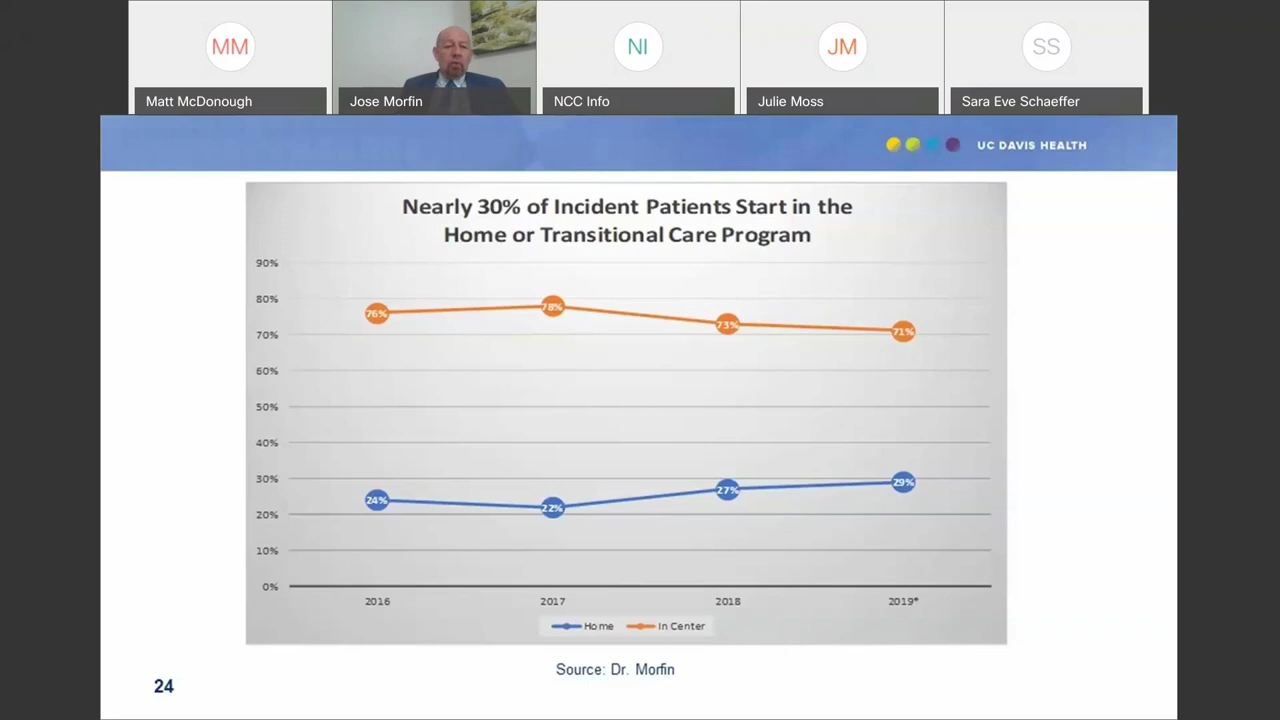 MM
NI
JM
SS
Matt McDonough
Jose Morfin
NCC Info
Julie Moss
Sara Eve Schaeffer
UC DAVIS HEALTH
Nearly 30% of Incident Patients Start in the
Home or Transitional Care Program
90%
80%
70%
60%
50%
40%
30%
20%
10%
0%
76%
78%
73%
71%
24%
22%
27%
29%
2016
2017
2018
2019*
Home
In Center
Source: Dr. Morfin
24